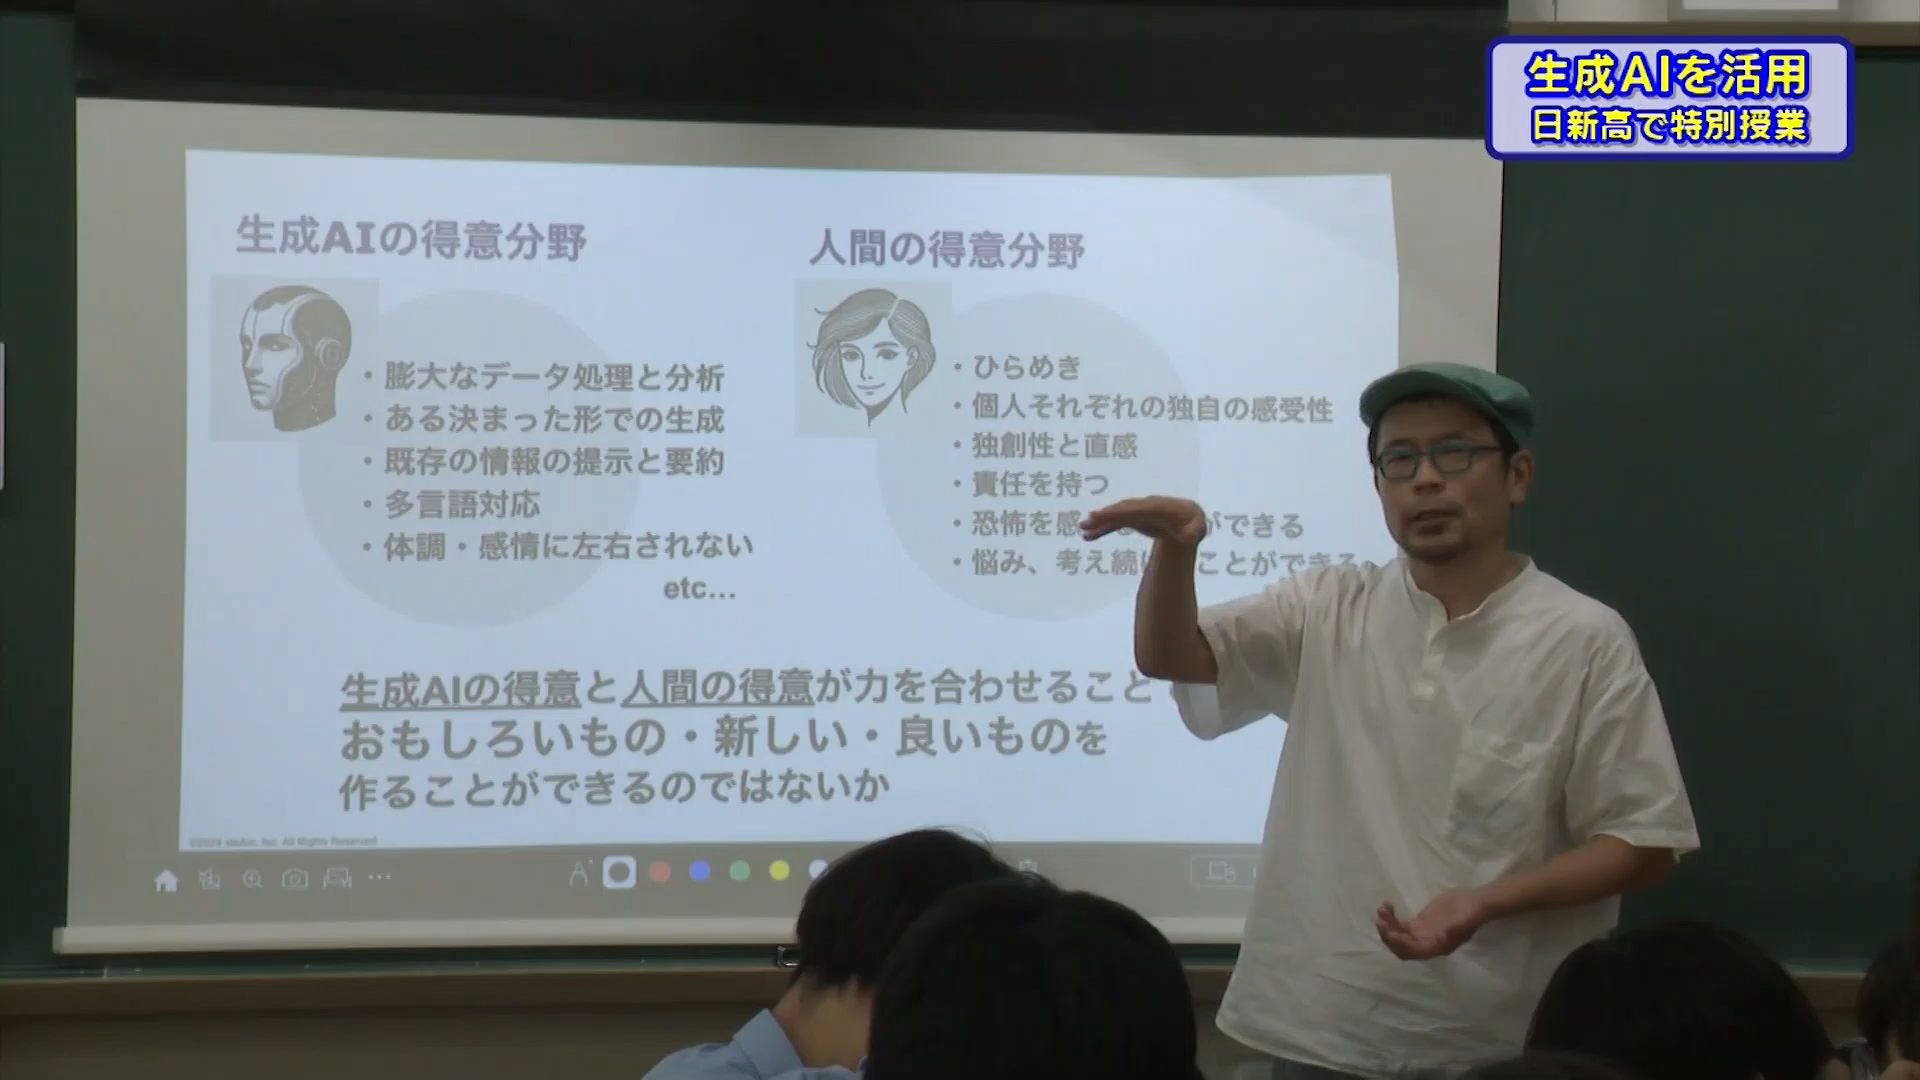 生成AIを活用
日新高で特別授業
生成AIの得意分野
・膨大なデータ処理と分析
・ある決まった形での生成
・既存の情報の提示と要約
・多言語対応
・体調・感情に左右されない
etc...
人間の得意分野
・ひらめき
・個人それぞれの独自の感受性
・独創性と直感
・責任を持つ
・恐怖を感 ができる
・悩み、考え続け ことができる
生成AIの得意と人間の得意が力を合わせること
おもしろいもの・新しい・良いものを
作ることができるのではないか
Inc. All Rights Reserved